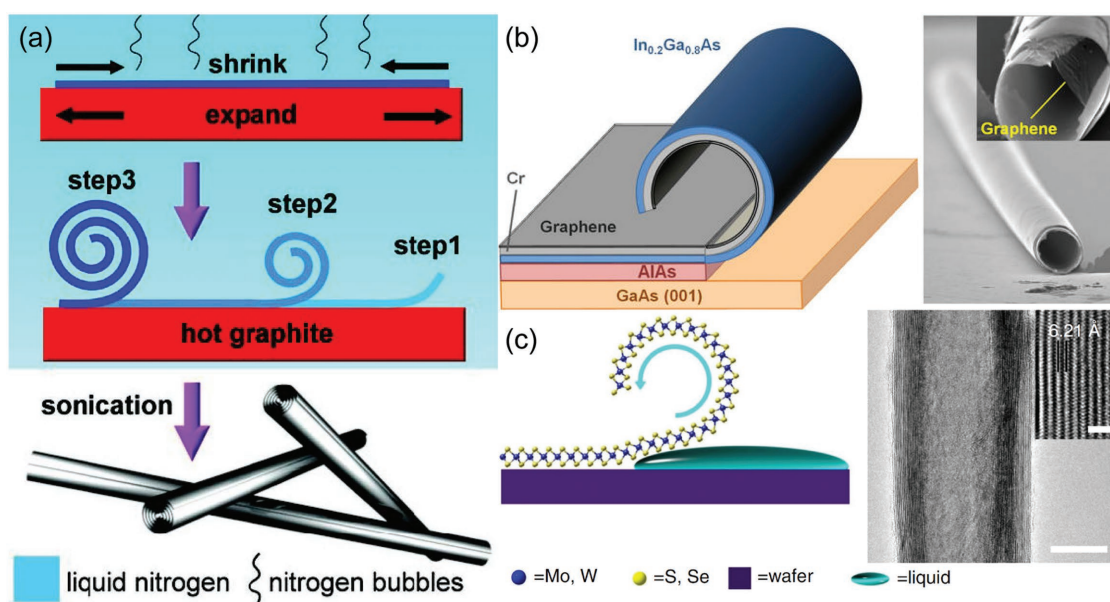 (a)
shrink
expand
step3
step2
step1
hot graphite
sonication
liquid nitrogen
nitrogen bubbles
(b)
In0.2Ga0.8As
Cr
Graphene
AlAs
GaAs (001)
Graphene
(c)
6.21 Å
=Mo, W
=S, Se
=wafer
=liquid